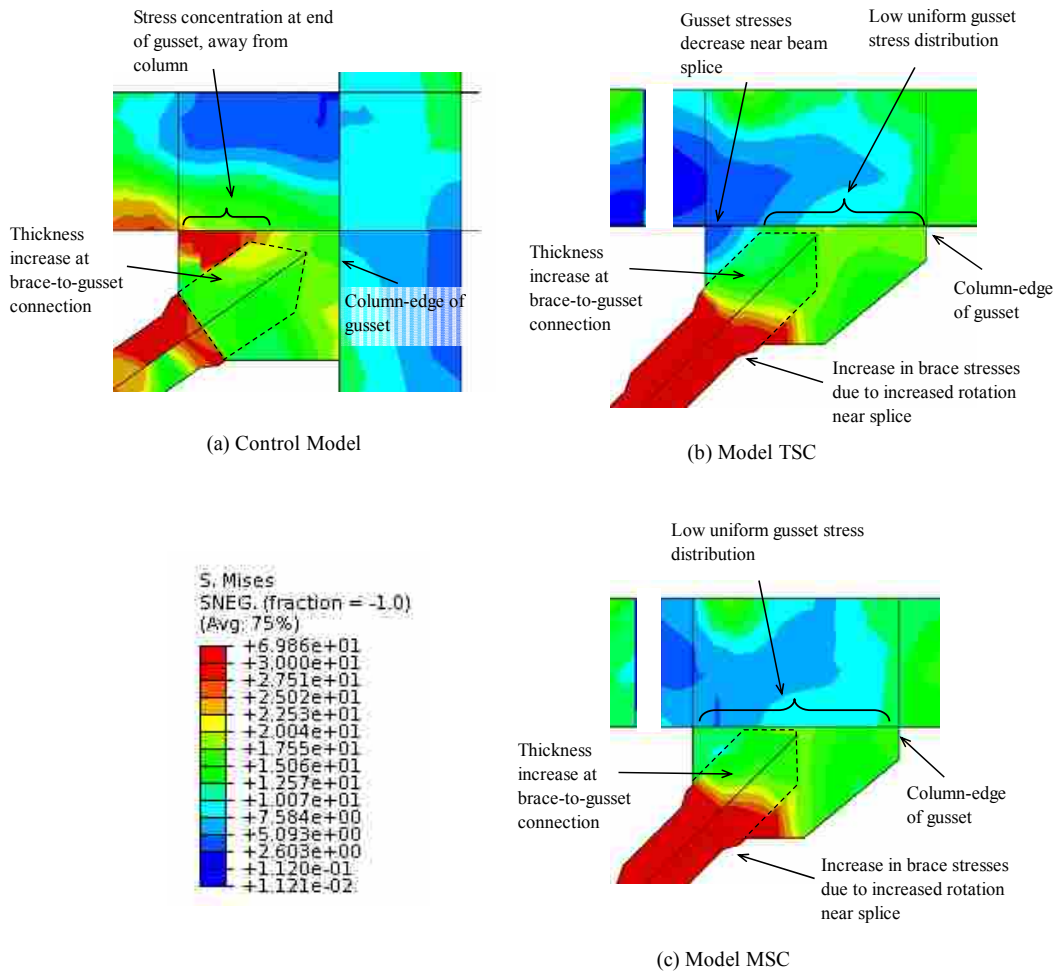 Stress concentration at end
of gusset, away from
column
Thickness
increase at
brace-to-gusset
connection
Column-edge of
gusset
(a) Control Model
Gusset stresses
decrease near beam
splice
Low uniform gusset
stress distribution
Thickness
increase at
brace-to-gusset
connection
Column-edge
of gusset
Increase in brace stresses
due to increased rotation
near splice
(b) Model TSC
S, Mises
SNEG, (fraction = -1.0)
(Avg: 75%)
+6.986e+01
+3.000e+01
+2.751e+01
+2.502e+01
+2.253e+01
+2.004e+01
+1.755e+01
+1.506e+01
+1.257e+01
+1.007e+01
+7.584e+00
+5.093e+00
+2.603e+00
+1.120e-01
+1.121e-02
Low uniform gusset stress
distribution
Thickness
increase at
brace-to-gusset
connection
Column-edge
of gusset
Increase in brace stresses
due to increased rotation
near splice
(c) Model MSC